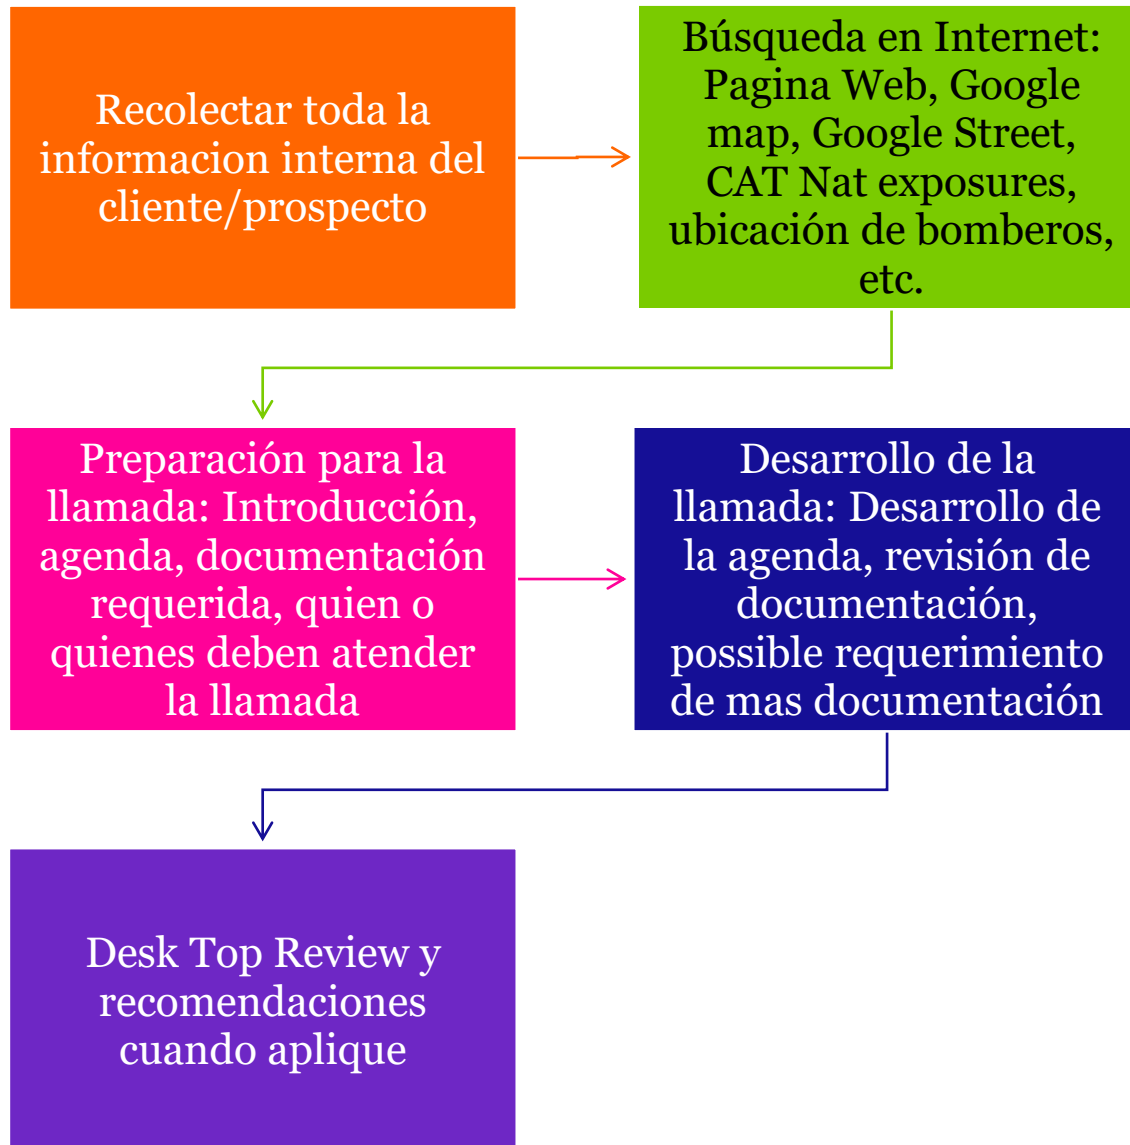 Recolectar toda la
informacion interna del
cliente/prospecto
Búsqueda en Internet:
Pagina Web, Google
map, Google Street,
CAT Nat exposures,
ubicación de bomberos,
etc.
Preparación para la
llamada: Introducción,
agenda, documentación
requerida, quien o
quienes deben atender
la llamada
Desarrollo de la
llamada: Desarrollo de
la agenda, revisión de
documentación,
possible requerimiento
de mas documentación
Desk Top Review y
recomendaciones
cuando aplique